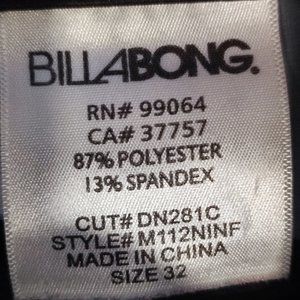 BILLABONG.
RN# 99064
CA# 37757
87% POLYESTER
13% SPANDEX
CUT# DN281C
STYLE# M112NINF
MADE IN CHINA
SIZE 32